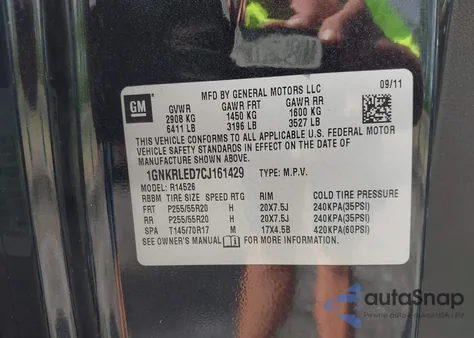 MFD BY GENERAL MOTORS LLC 09/11
GM
GVWR GAWR FRT GAWR RR
2908 KG 1450 KG 1600 KG
6411 LB 3196 LB 3527 LB
THIS VEHICLE CONFORMS TO ALL APPLICABLE U.S. FEDERAL MOTOR
VEHICLE SAFETY STANDARDS IN EFFECT ON THE DATE OF
MANUFACTURE SHOWN ABOVE.
1GNKRLED7CJ161429 TYPE: M.P.V.
MODEL: R14526
RBBM TIRE SIZE SPEED RTG RIM COLD TIRE PRESSURE
FRT P255/55R20 H 20X7.5J 240KPA(35PSI)
RR P255/55R20 H 20X7.5J 240KPA(35PSI)
SPA T145/70R17 M 17X4.5B 420KPA(60PSI)
SEE OWNER'S MANUAL FOR MORE INFORMATION.
autaSnap